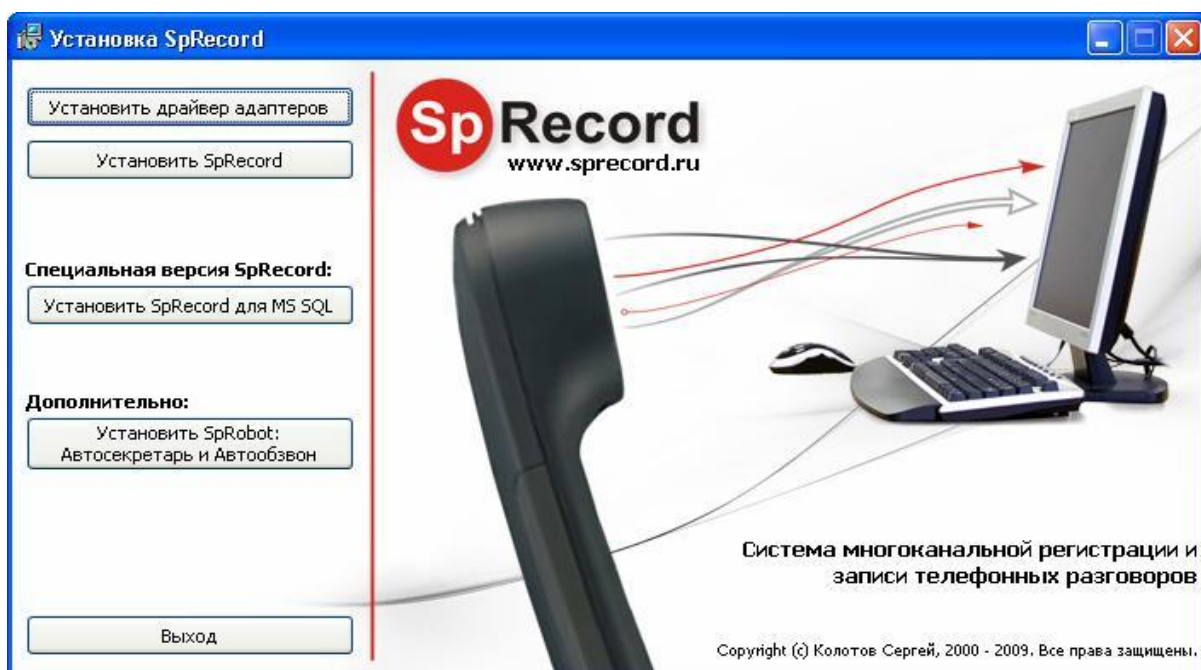 Установка SpRecord
Установить драйвер адаптеров
Установить SpRecord
Специальная версия SpRecord:
Установить SpRecord для MS SQL
Дополнительно:
Установить SpRobot:
Автосекретарь и Автообзвон
Выход
Sp Record
www.sprecord.ru
Система многоканальной регистрации и
записи телефонных разговоров
Copyright (c) Колотов Сергей, 2000 - 2009. Все права защищены.